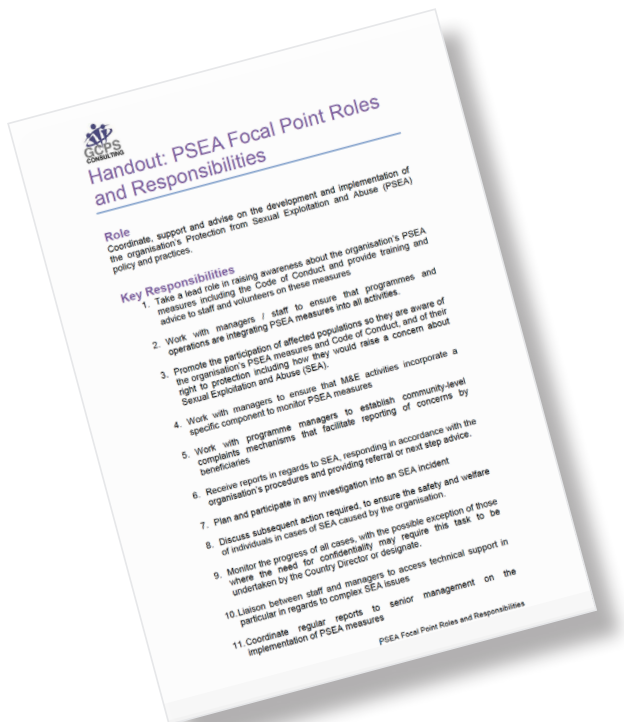 GCPS
CONSULTING
Handout: PSEA Focal Point Roles
and Responsibilities
Role
Coordinate, support and advise on the development and implementation of
the organisation's Protection from Sexual Exploitation and Abuse (PSEA)
policy and practices.
Key Responsibilities
1. Take a lead role in raising awareness about the organisation's PSEA
measures including the Code of Conduct and provide training and
advice to staff and volunteers on these measures
2. Work with managers / staff to ensure that programmes and
operations are integrating PSEA measures into all activities.
3. Promote the participation of affected populations so they are aware of
the organisation's PSEA measures and Code of Conduct, and of their
right to protection including how they would raise a concern about
Sexual Exploitation and Abuse (SEA).
4. Work with managers to ensure that M&E activities incorporate a
specific component to monitor PSEA measures
5. Work with programme managers to establish community-level
complaints mechanisms that facilitate reporting of concerns by
beneficiaries
6. Receive reports in regards to SEA, responding in accordance with the
organisation's procedures and providing referral or next step advice.
7. Plan and participate in any investigation into an SEA incident
8. Discuss subsequent action required, to ensure the safety and welfare
of individuals in cases of SEA caused by the organisation.
9. Monitor the progress of all cases, with the possible exception of those
where the need for confidentiality may require this task to be
undertaken by the Country Director or designate.
10. Liaison between staff and managers to access technical support in
particular in regards to complex SEA issues
11. Coordinate regular reports to senior management on the
implementation of PSEA measures
PSEA Focal Point Roles and Responsibilities